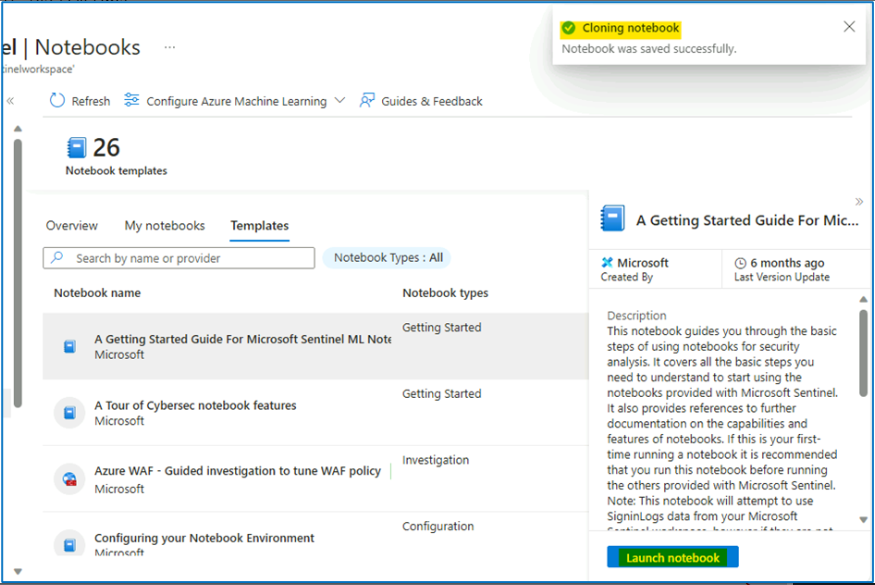 el | Notebooks ...
tinelworkspace'
Cloning notebook
Notebook was saved successfully.
Refresh Configure Azure Machine Learning Guides & Feedback
26
Notebook templates
Overview My notebooks Templates
Search by name or provider Notebook Types : All
Notebook name Notebook types
A Getting Started Guide For Microsoft Sentinel ML Note Getting Started
Microsoft
A Tour of Cybersec notebook features Getting Started
Microsoft
Azure WAF - Guided investigation to tune WAF policy Investigation
Microsoft
Configuring your Notebook Environment Configuration
Microsoft
A Getting Started Guide For Mic...
Microsoft
Created By
6 months ago
Last Version Update
Description
This notebook guides you through the basic
steps of using notebooks for security
analysis. It covers all the basic steps you
need to understand to start using the
notebooks provided with Microsoft Sentinel.
It also provides references to further
documentation on the capabilities and
features of notebooks. If this is your first-
time running a notebook it is recommended
that you run this notebook before running
the others provided with Microsoft Sentinel.
Note: This notebook will attempt to use
SigninLogs data from your Microsoft
Sentinel workspace, however if they are not
Launch notebook